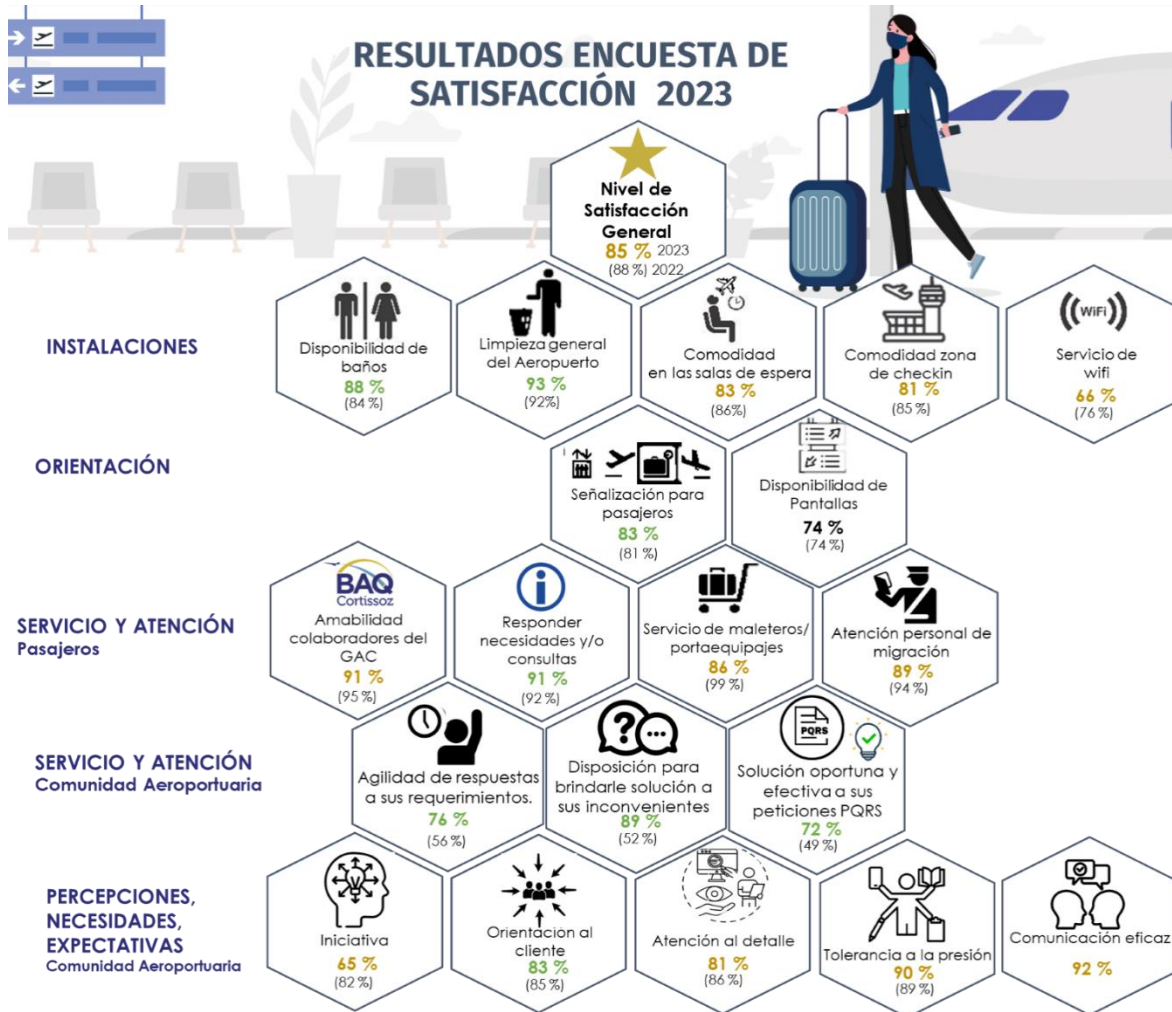 RESULTADOS ENCUESTA DE
SATISFACCIÓN 2023
Nivel de
Satisfacción
General
85 % 2023
(88 %) 2022
INSTALACIONES
Disponibilidad de
baños
88 %
(84 %)
Limpieza general
del Aeropuerto
93 %
(92%)
Comodidad
en las salas de espera
83 %
(86%)
Comodidad zona
de checkin
81 %
(85 %)
WiFi
Servicio de
wifi
66 %
(76 %)
ORIENTACIÓN
Señalización para
pasajeros
83 %
(81 %)
Disponibilidad de
Pantallas
74 %
(74 %)
SERVICIO Y ATENCIÓN
Pasajeros
BAQ
Cortissoz
Amabilidad
colaboradores del
GAC
91 %
(95 %)
Responder
necesidades y/o
consultas
91 %
(92 %)
Servicio de maleteros/
portaequipajes
86 %
(99 %)
Atención personal de
migración
89 %
(94 %)
SERVICIO Y ATENCIÓN
Comunidad Aeroportuaria
Agilidad de respuestas
a sus requerimientos.
76 %
(56 %)
Disposición para
brindarle solución a
sus inconvenientes
89 %
(52 %)
PQRS
Solución oportuna y
efectiva a sus
peticiones PQRS
72 %
(49 %)
PERCEPCIONES,
NECESIDADES,
EXPECTATIVAS
Comunidad Aeroportuaria
Iniciativa
65 %
(82 %)
Orientación al
cliente
83 %
(85 %)
Atención al detalle
81 %
(86 %)
Tolerancia a la presión
90 %
(89 %)
Comunicación eficaz
92 %